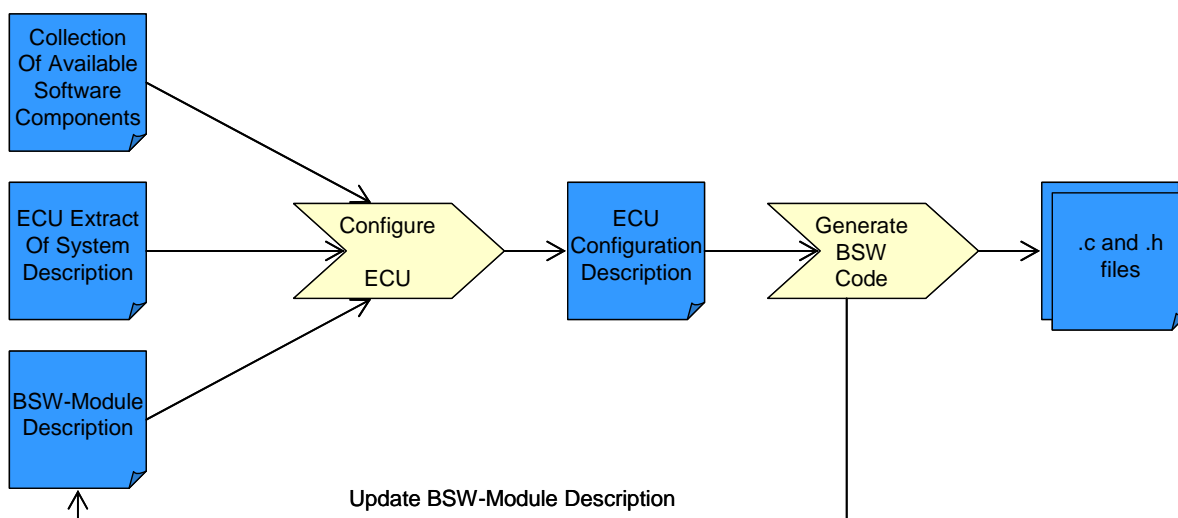 Collection
Of Available
Software
Components
ECU Extract
Of System
Description
BSW-Module
Description
Configure
ECU
ECU
Configuration
Description
Generate
BSW
Code
.c and .h
files
Update BSW-Module Description